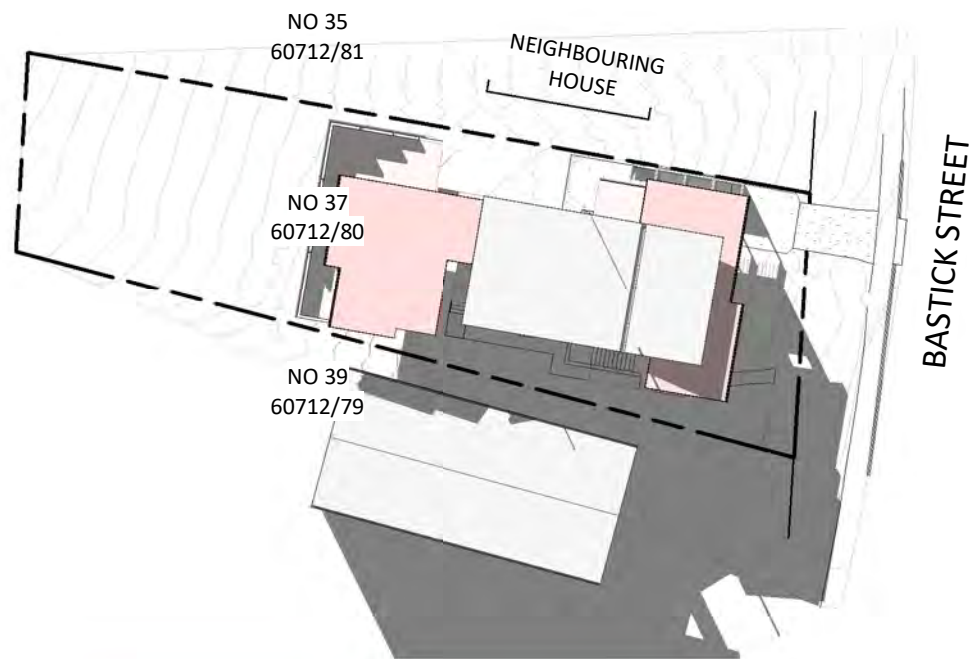 NO 35
60712/81
NEIGHBOURING
HOUSE
BASTICK STREET
NO 37
60712/80
NO 39
60712/79